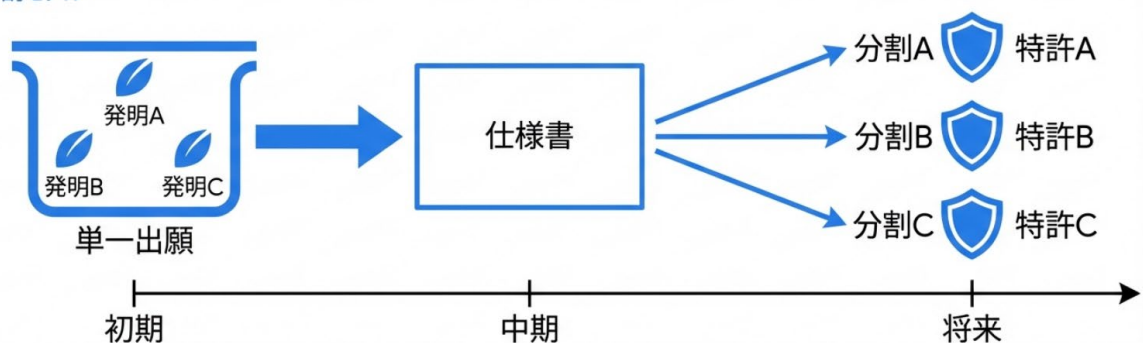 発明A
発明B
発明C
単一出願
仕様書
分割A 特許A
分割B 特許B
分割C 特許C
初期
中期
将来